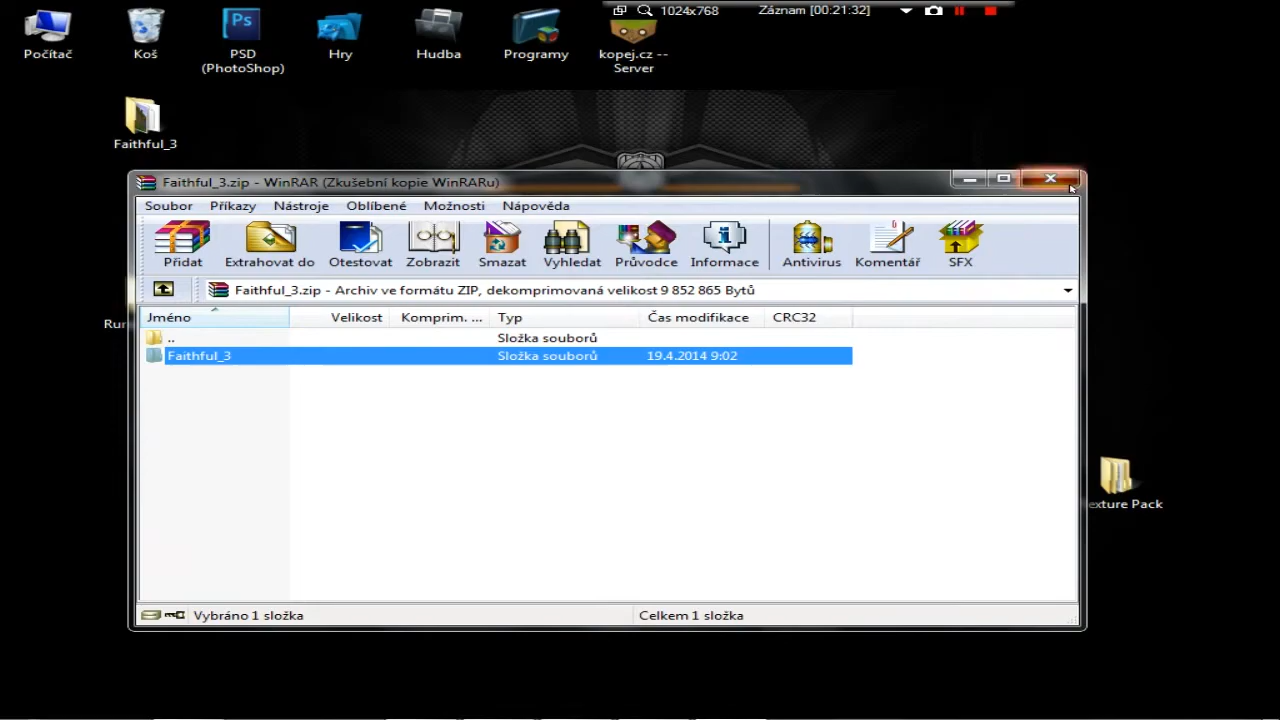 1024x768 Záznam [00:21:32]
Počítač Koš PSD Hry Hudba Programy kopej.cz --
(PhotoShop) Server
Ps
Faithful_3
Faithful_3.zip - WinRAR (Zkušební kopie WinRARu)
Soubor Příkazy Nástroje Oblíbené Možnosti Nápověda
Přidat Extrahovat do Otestovat Zobrazit Smazat Vyhledat Průvodce Informace Antivirus Komentář SFX
Faithful_3.zip - Archiv ve formátu ZIP, dekomprimovaná velikost 9 852 865 Bytů
Jméno Velikost Komprim. ... Typ Čas modifikace CRC32
.. Složka souborů
Faithful_3 Složka souborů 19.4.2014 9:02
Run
exture Pack
Vybráno 1 složka Celkem 1 složka